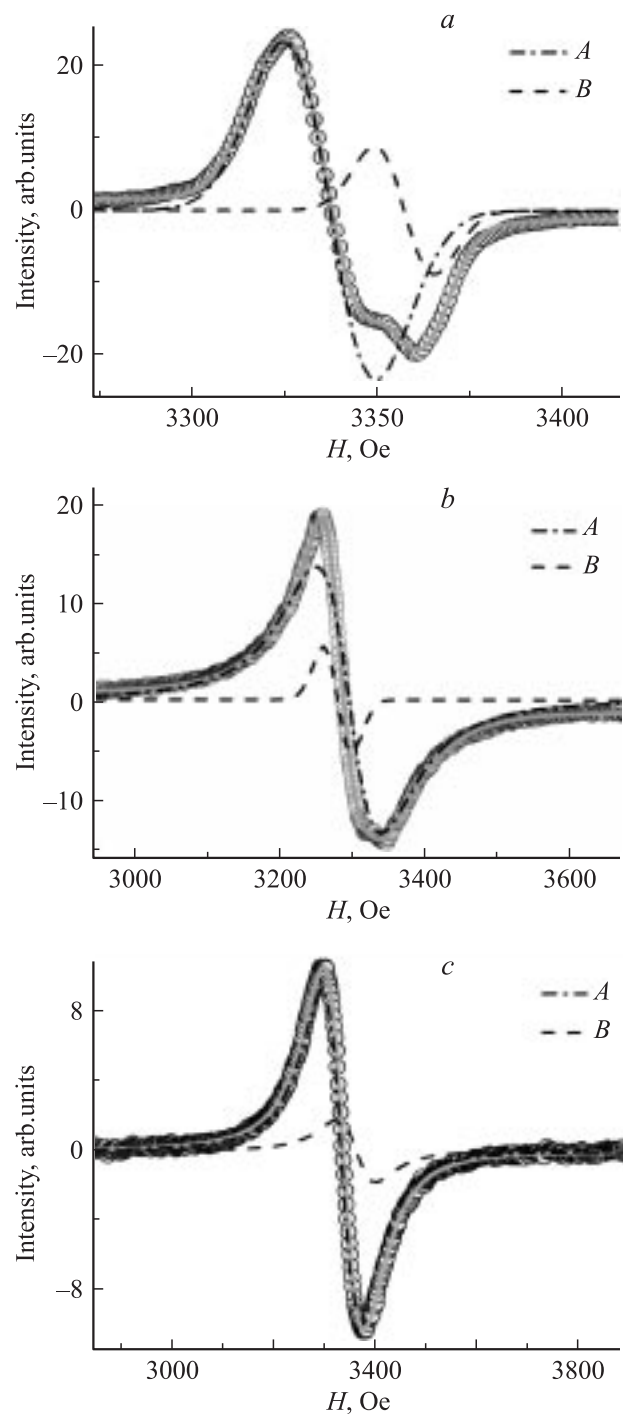 a
A
B
20
0
–20
Intensity, arb.units
3300
3350
3400
H, Oe
b
A
B
20
10
0
–10
Intensity, arb.units
3000
3200
3400
3600
H, Oe
c
A
B
8
0
–8
Intensity, arb.units
3000
3400
3800
H, Oe